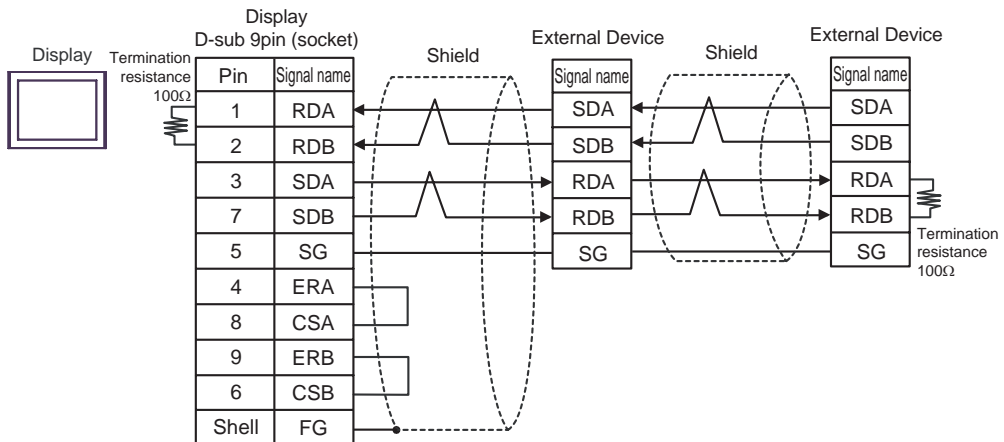 Display
Display
D-sub 9pin (socket)
Termination
resistance
100Ω
Shield
External Device
Shield
External Device
Pin Signal name
1 RDA
2 RDB
3 SDA
7 SDB
5 SG
4 ERA
8 CSA
9 ERB
6 CSB
Shell FG
Signal name
SDA
SDB
RDA
RDB
SG
Signal name
SDA
SDB
RDA
RDB
SG
Termination
resistance
100Ω